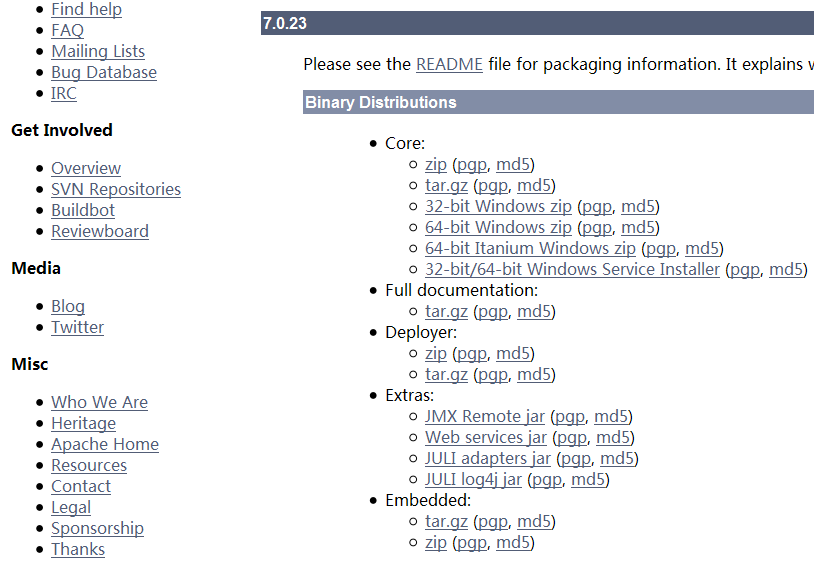 Find help
FAQ
Mailing Lists
Bug Database
IRC
Get Involved
Overview
SVN Repositories
Buildbot
Reviewboard
Media
Blog
Twitter
Misc
Who We Are
Heritage
Apache Home
Resources
Contact
Legal
Sponsorship
Thanks
7.0.23
Please see the README file for packaging information. It explains
Binary Distributions
Core:
zip (pgp, md5)
tar.gz (pgp, md5)
32-bit Windows zip (pgp, md5)
64-bit Windows zip (pgp, md5)
64-bit Itanium Windows zip (pgp, md5)
32-bit/64-bit Windows Service Installer (pgp, md5)
Full documentation:
tar.gz (pgp, md5)
Deployer:
zip (pgp, md5)
tar.gz (pgp, md5)
Extras:
JMX Remote jar (pgp, md5)
Web services jar (pgp, md5)
JULI adapters jar (pgp, md5)
JULI log4j jar (pgp, md5)
Embedded:
tar.gz (pgp, md5)
zip (pgp, md5)